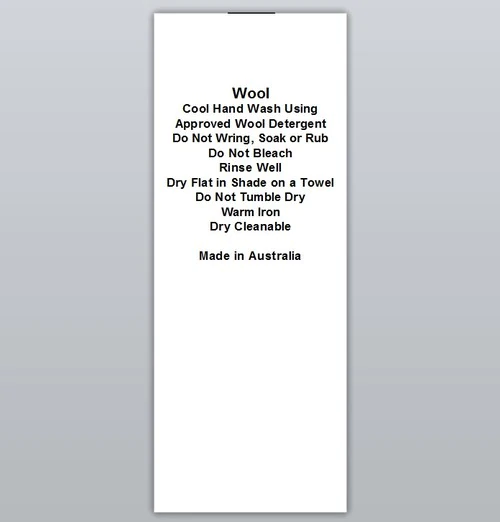 Wool
Cool Hand Wash Using
Approved Wool Detergent
Do Not Wring, Soak or Rub
Do Not Bleach
Rinse Well
Dry Flat in Shade on a Towel
Do Not Tumble Dry
Warm Iron
Dry Cleanable
Made in Australia